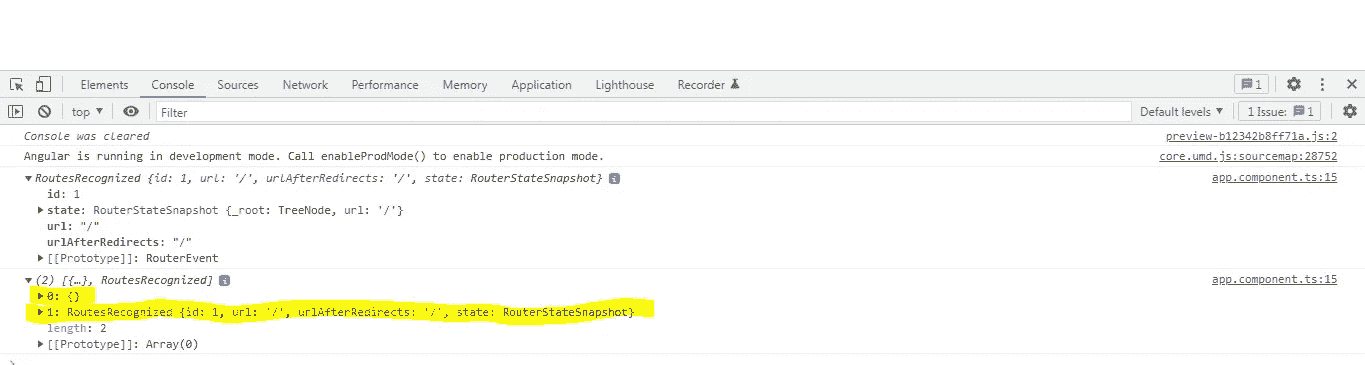 Elements Console Sources Network Performance Memory Application Lighthouse Recorder 1
top Filter Default levels 1 Issue: 1
Console was cleared preview-b12342b8ff71a.js:2
Angular is running in development mode. Call enableProdMode() to enable production mode. core.umd.js:sourcemap:28752
RoutesRecognized {id: 1, url: '/', urlAfterRedirects: '/', state: RouterStateSnapshot} i app.component.ts:15
id: 1
state: RouterStateSnapshot {_root: TreeNode, url: '/'}
url: "/"
urlAfterRedirects: "/"
[[Prototype]]: RouterEvent
(2) [{…}, RoutesRecognized] i app.component.ts:15
0: {}
1: RoutesRecognized {id: 1, url: '/', urlAfterRedirects: '/', state: RouterStateSnapshot}
length: 2
[[Prototype]]: Array(0)